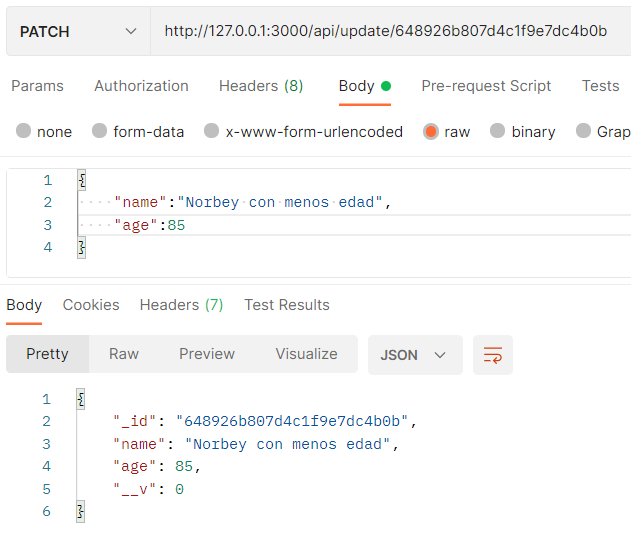 PATCH http://127.0.0.1:3000/api/update/648926b807d4c1f9e7dc4b0b
Params Authorization Headers (8) Body Pre-request Script Tests
none form-data x-www-form-urlencoded raw binary Grap
1 {
2 "name":"Norbey con menos edad",
3 "age":85
4 }
Body Cookies Headers (7) Test Results
Pretty Raw Preview Visualize JSON
1 {
2 "_id": "648926b807d4c1f9e7dc4b0b",
3 "name": "Norbey con menos edad",
4 "age": 85,
5 "__v": 0
6 }